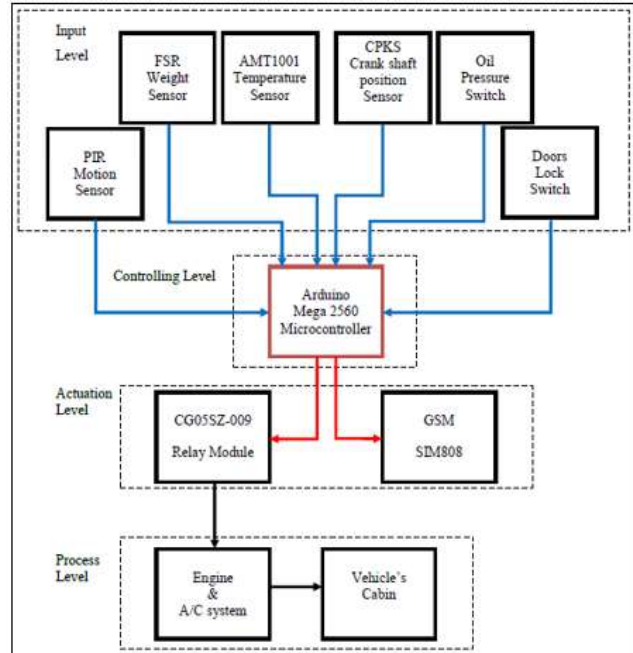 Input
Level
FSR
Weight
Sensor
AMT1001
Temperature
Sensor
CPKS
Crank shaft
position
Sensor
Oil
Pressure
Switch
PIR
Motion
Sensor
Doors
Lock
Switch
Controlling Level
Arduino
Mega 2560
Microcontroller
Actuation
Level
CG05SZ-009
Relay Module
GSM
SIM808
Process
Level
Engine
&
A/C system
Vehicle's
Cabin